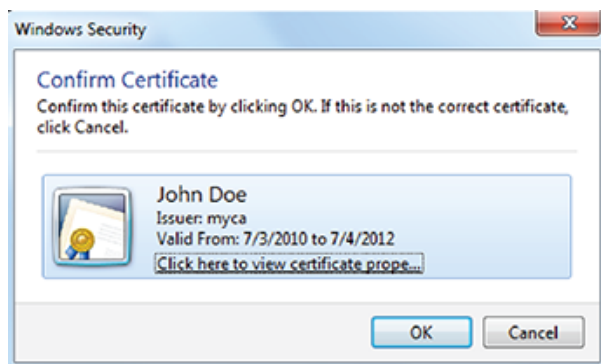 Windows Security
Confirm Certificate
Confirm this certificate by clicking OK. If this is not the correct certificate,
click Cancel.
John Doe
Issuer: myca
Valid From: 7/3/2010 to 7/4/2012
Click here to view certificate prope...
OK
Cancel